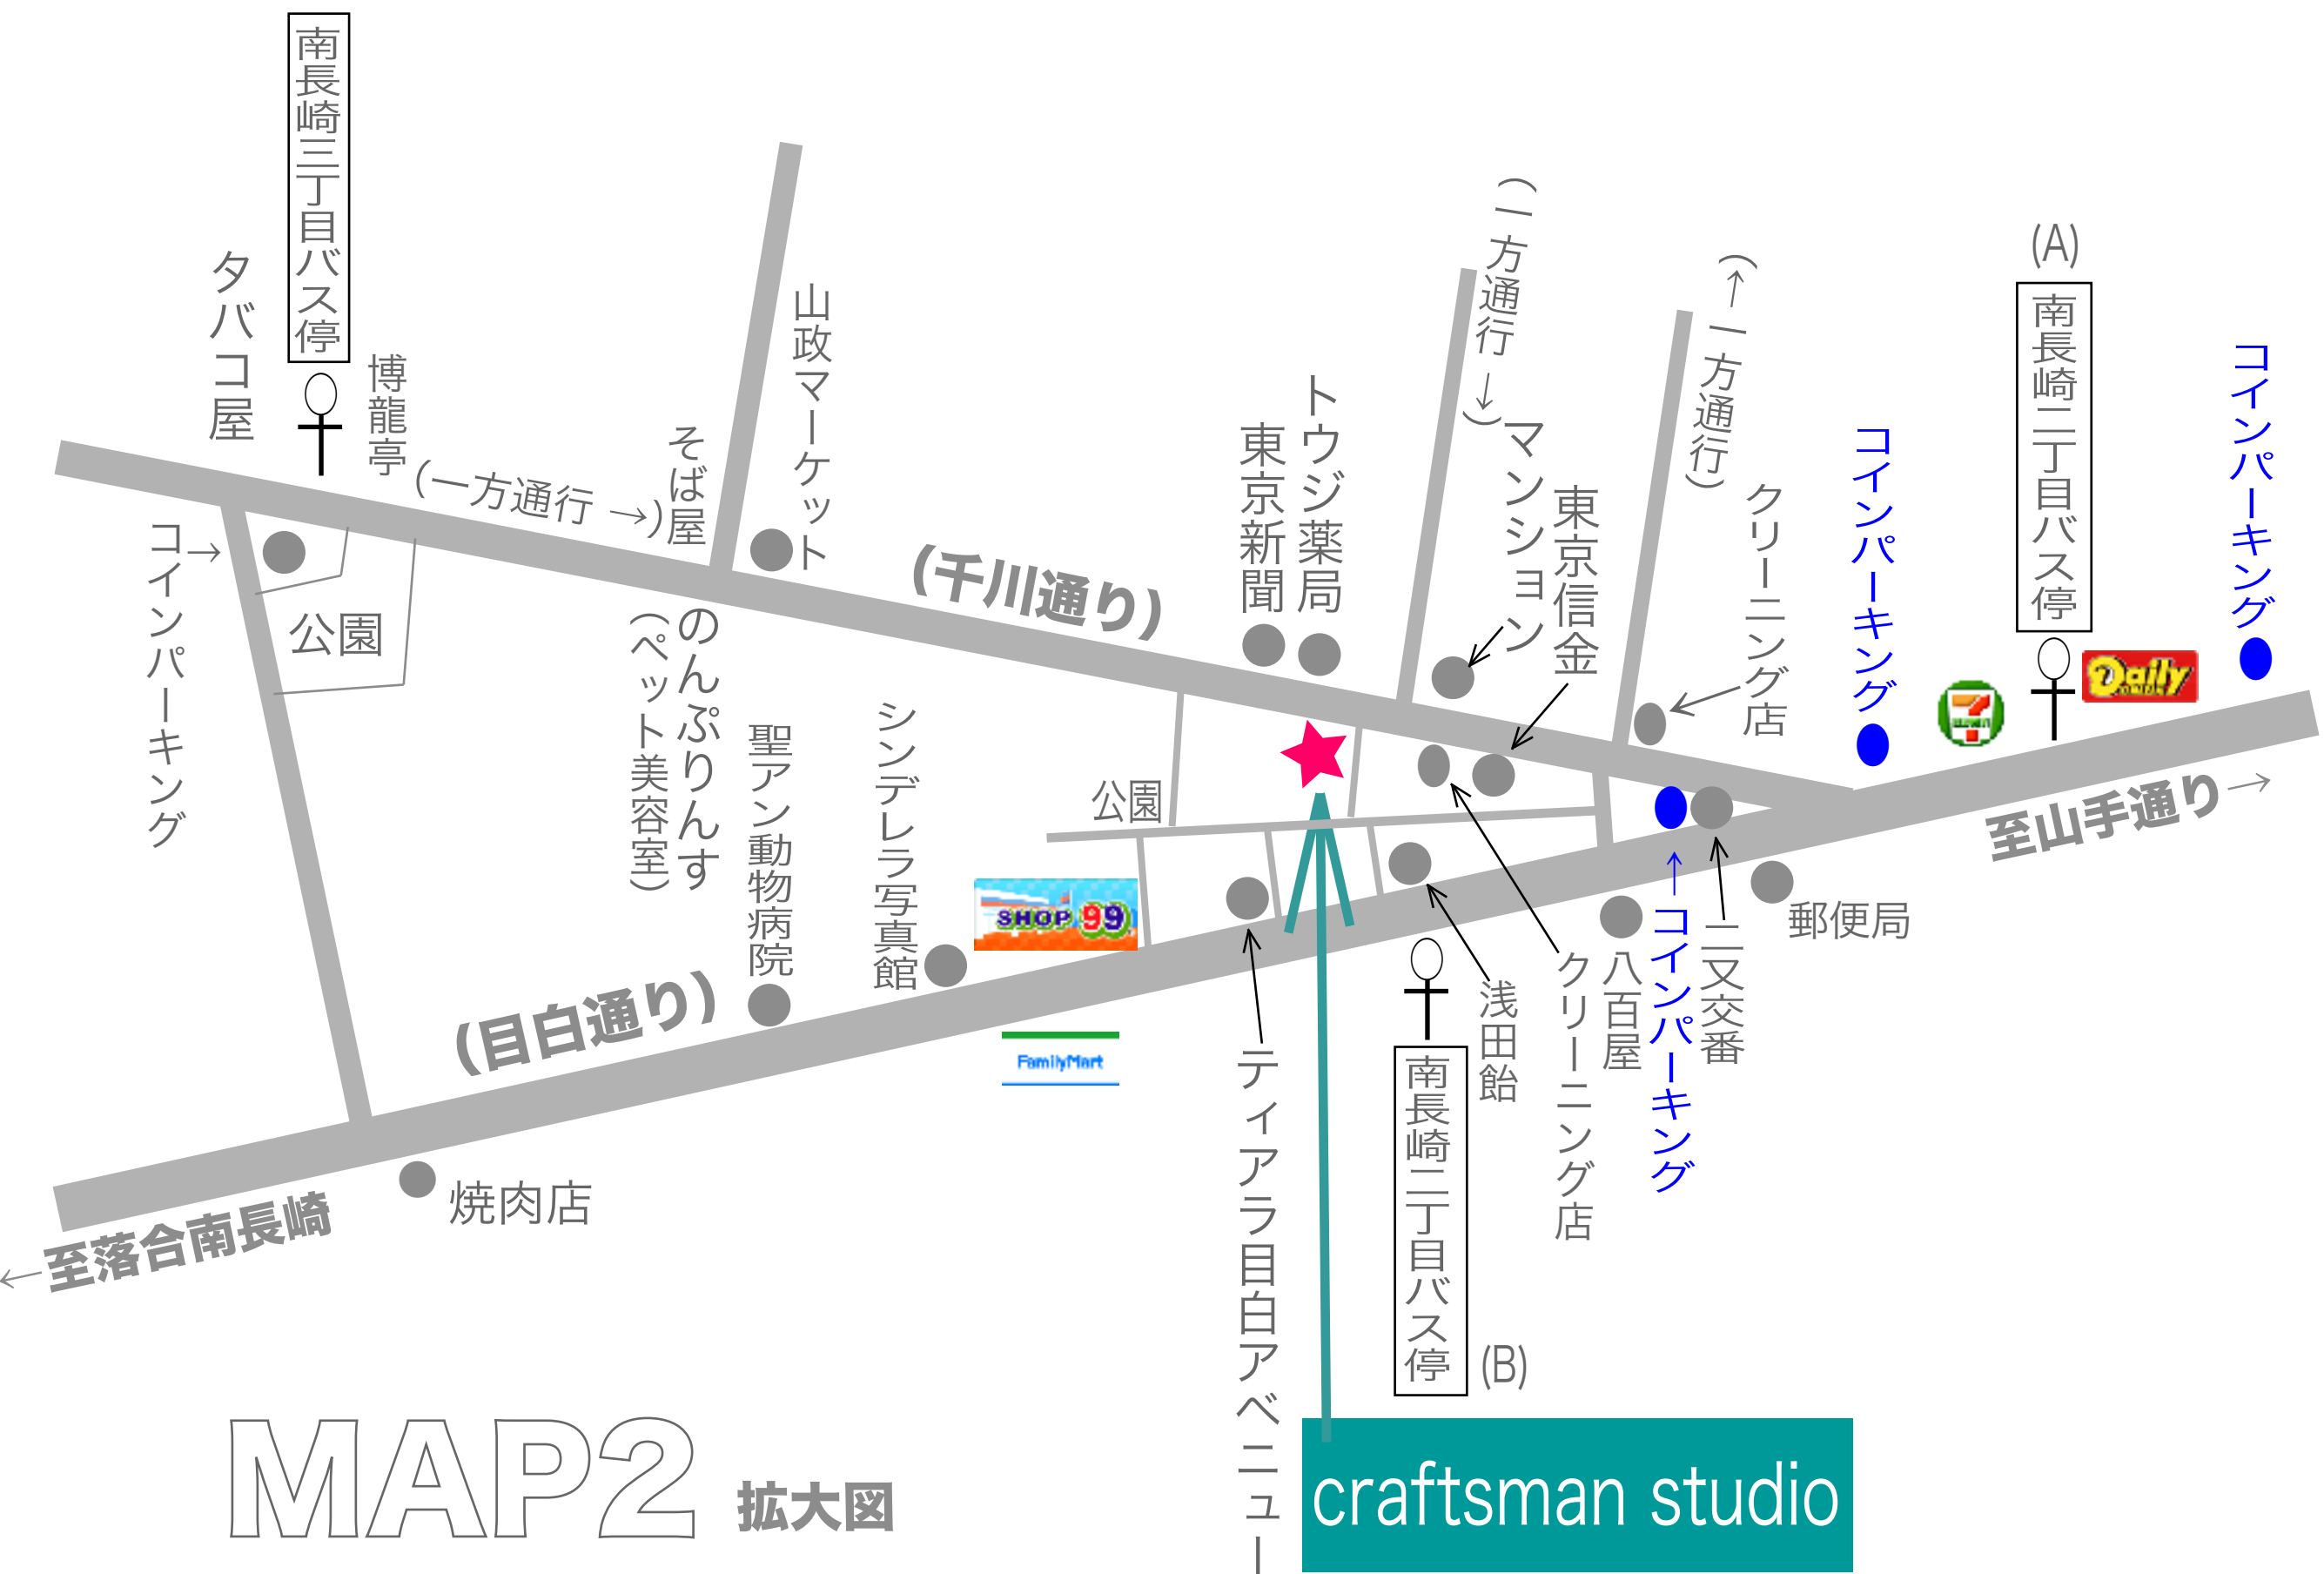 南長崎三丁目バス停
タバコ屋
博龍亭
(一方通行→)
そば屋
山政マーケット
コインパーキング→
公園
(千川通り)
東京新聞
トウジ薬局
(一方通行→)
マンション
東京信金
(←一方通行)
クリーニング店
コインパーキング
(A)
南長崎二丁目バス停
コインパーキング
Daily
7
ELEVEN
至山手通り→
のんぷりんす
(ペット美容室)
聖アン動物病院
シンデレラ写真館
公園
SHOP 99
FamilyMart
(目白通り)
焼肉店
←至落合南長崎
ティアラ目白アベニュー
南長崎二丁目バス停
(B)
浅田飴
クリーニング店
八百屋
←コインパーキング
二又交番
郵便局
MAP2 拡大図
craftsman studio